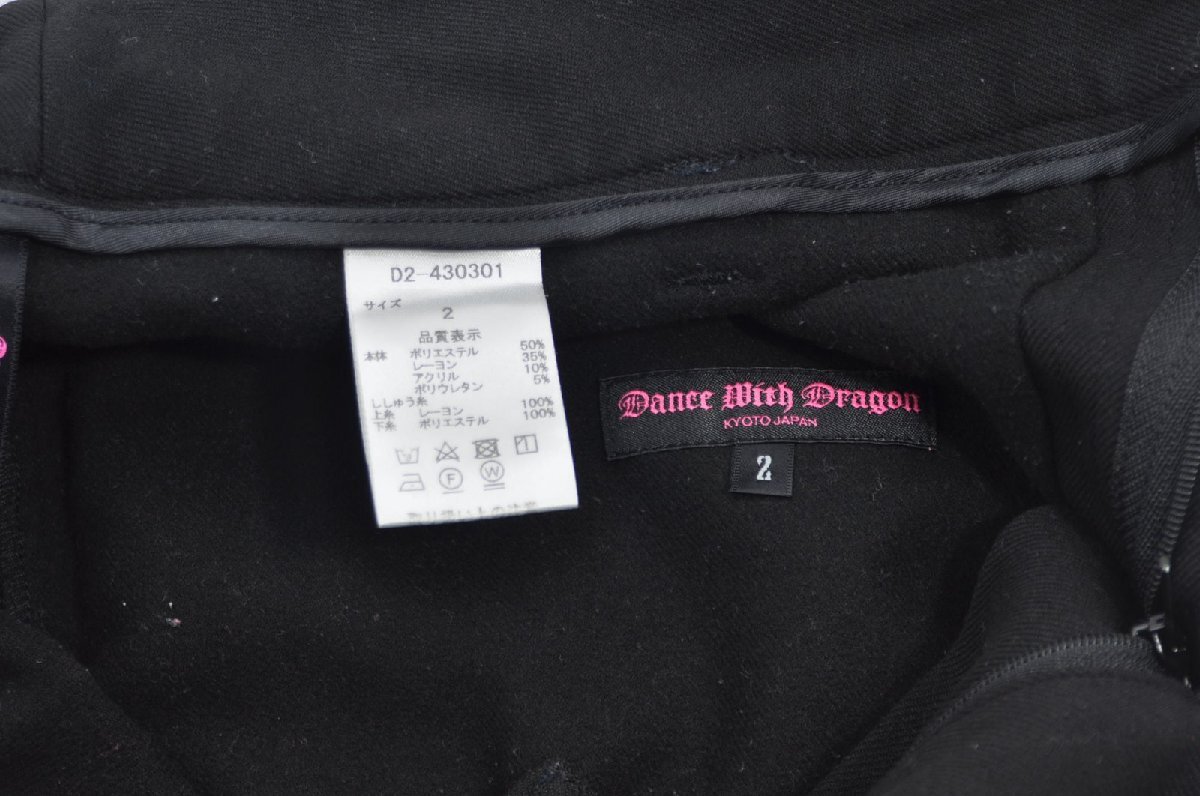 D2-430301
サイズ
2
品質表示
本体 ポリエステル 50%
レーヨン 35%
アクリル 10%
ポリウレタン 5%
ししゅう糸
上糸 レーヨン 100%
下糸 ポリエステル 100%
F W
Dance With Dragon
KYOTO JAPAN
2